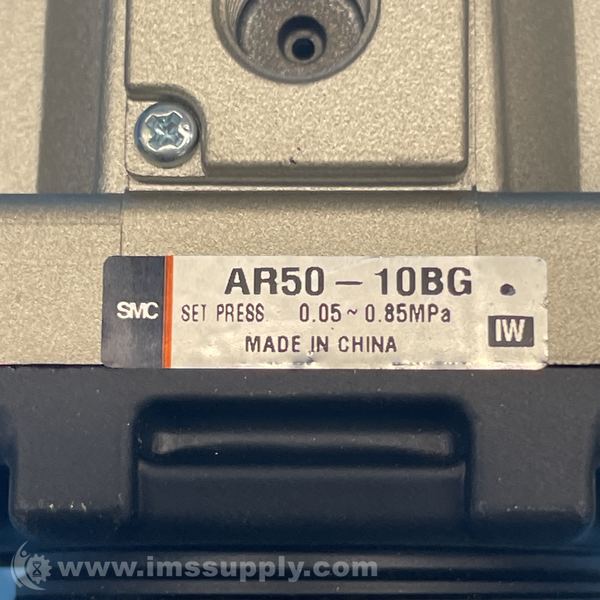 AR50-10BG.
SMC
SET PRESS. 0.05~0.85MPa
IW
MADE IN CHINA
www.imssupply.com